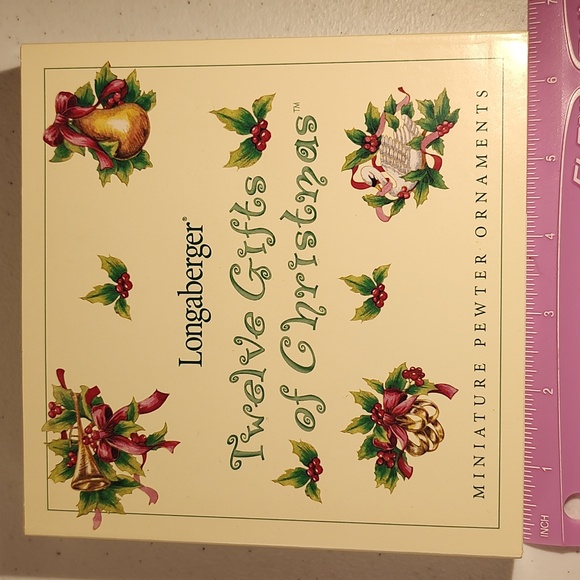 Longaberger®
Twelve Gifts
of Christmas™
MINIATURE PEWTER ORNAMENTS
INCH 1 2 3 4 5 6 7